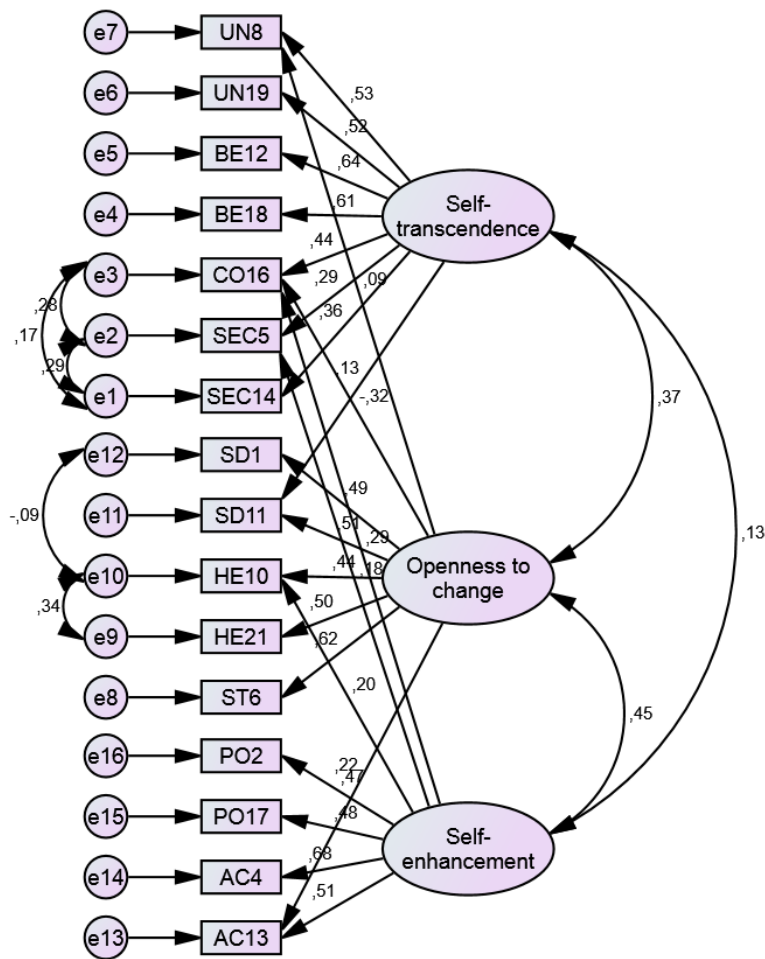 e7 UN8
,53
e6 UN19
,52
e5 BE12
,64
e4 BE18
,61
Self-
transcendence
,44
e3 CO16
,29
,09
,28
,36
,17
e2 SEC5
,29
,13
e1 SEC14
-,32
,37
e12 SD1
,49
-,09
e11 SD11
,51
,29
,13
,44
,18
e10 HE10
Openness to
change
,34
,50
e9 HE21
,62
,20
e8 ST6
,45
e16 PO2
,22
,47
e15 PO17
,48
Self-
enhancement
,68
e14 AC4
,51
e13 AC13